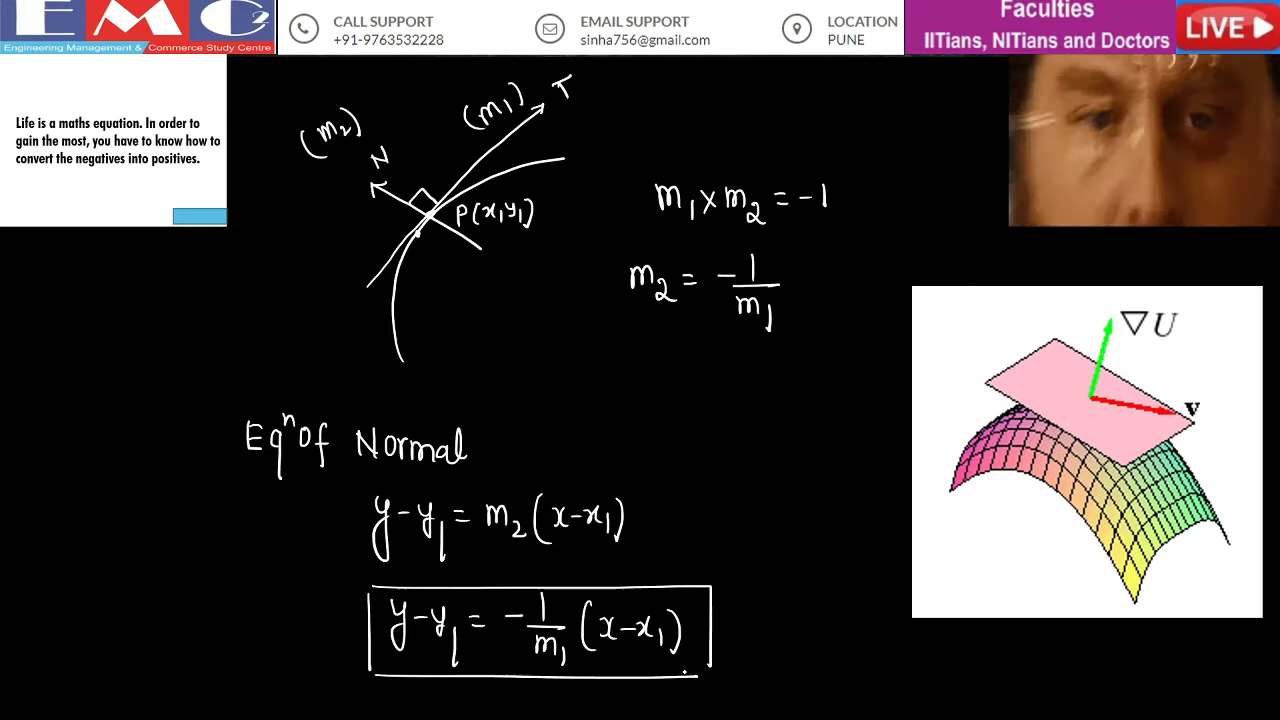 EMC²
Engineering Management & Commerce Study Centre
CALL SUPPORT
+91-9763532228
EMAIL SUPPORT
sinha756@gmail.com
LOCATION
PUNE
Faculties
IITians, NITians and Doctors
LIVE
Life is a maths equation. In order to
gain the most, you have to know how to
convert the negatives into positives.
(m₂)
N
(m₁) T
P(x₁y₁)
m₁ × m₂ = -1
m₂ = -1/m₁
∇U
v
Eqⁿ Of Normal
y-y₁ = m₂(x-x₁)
y-y₁ = -1/m₁ (x-x₁)